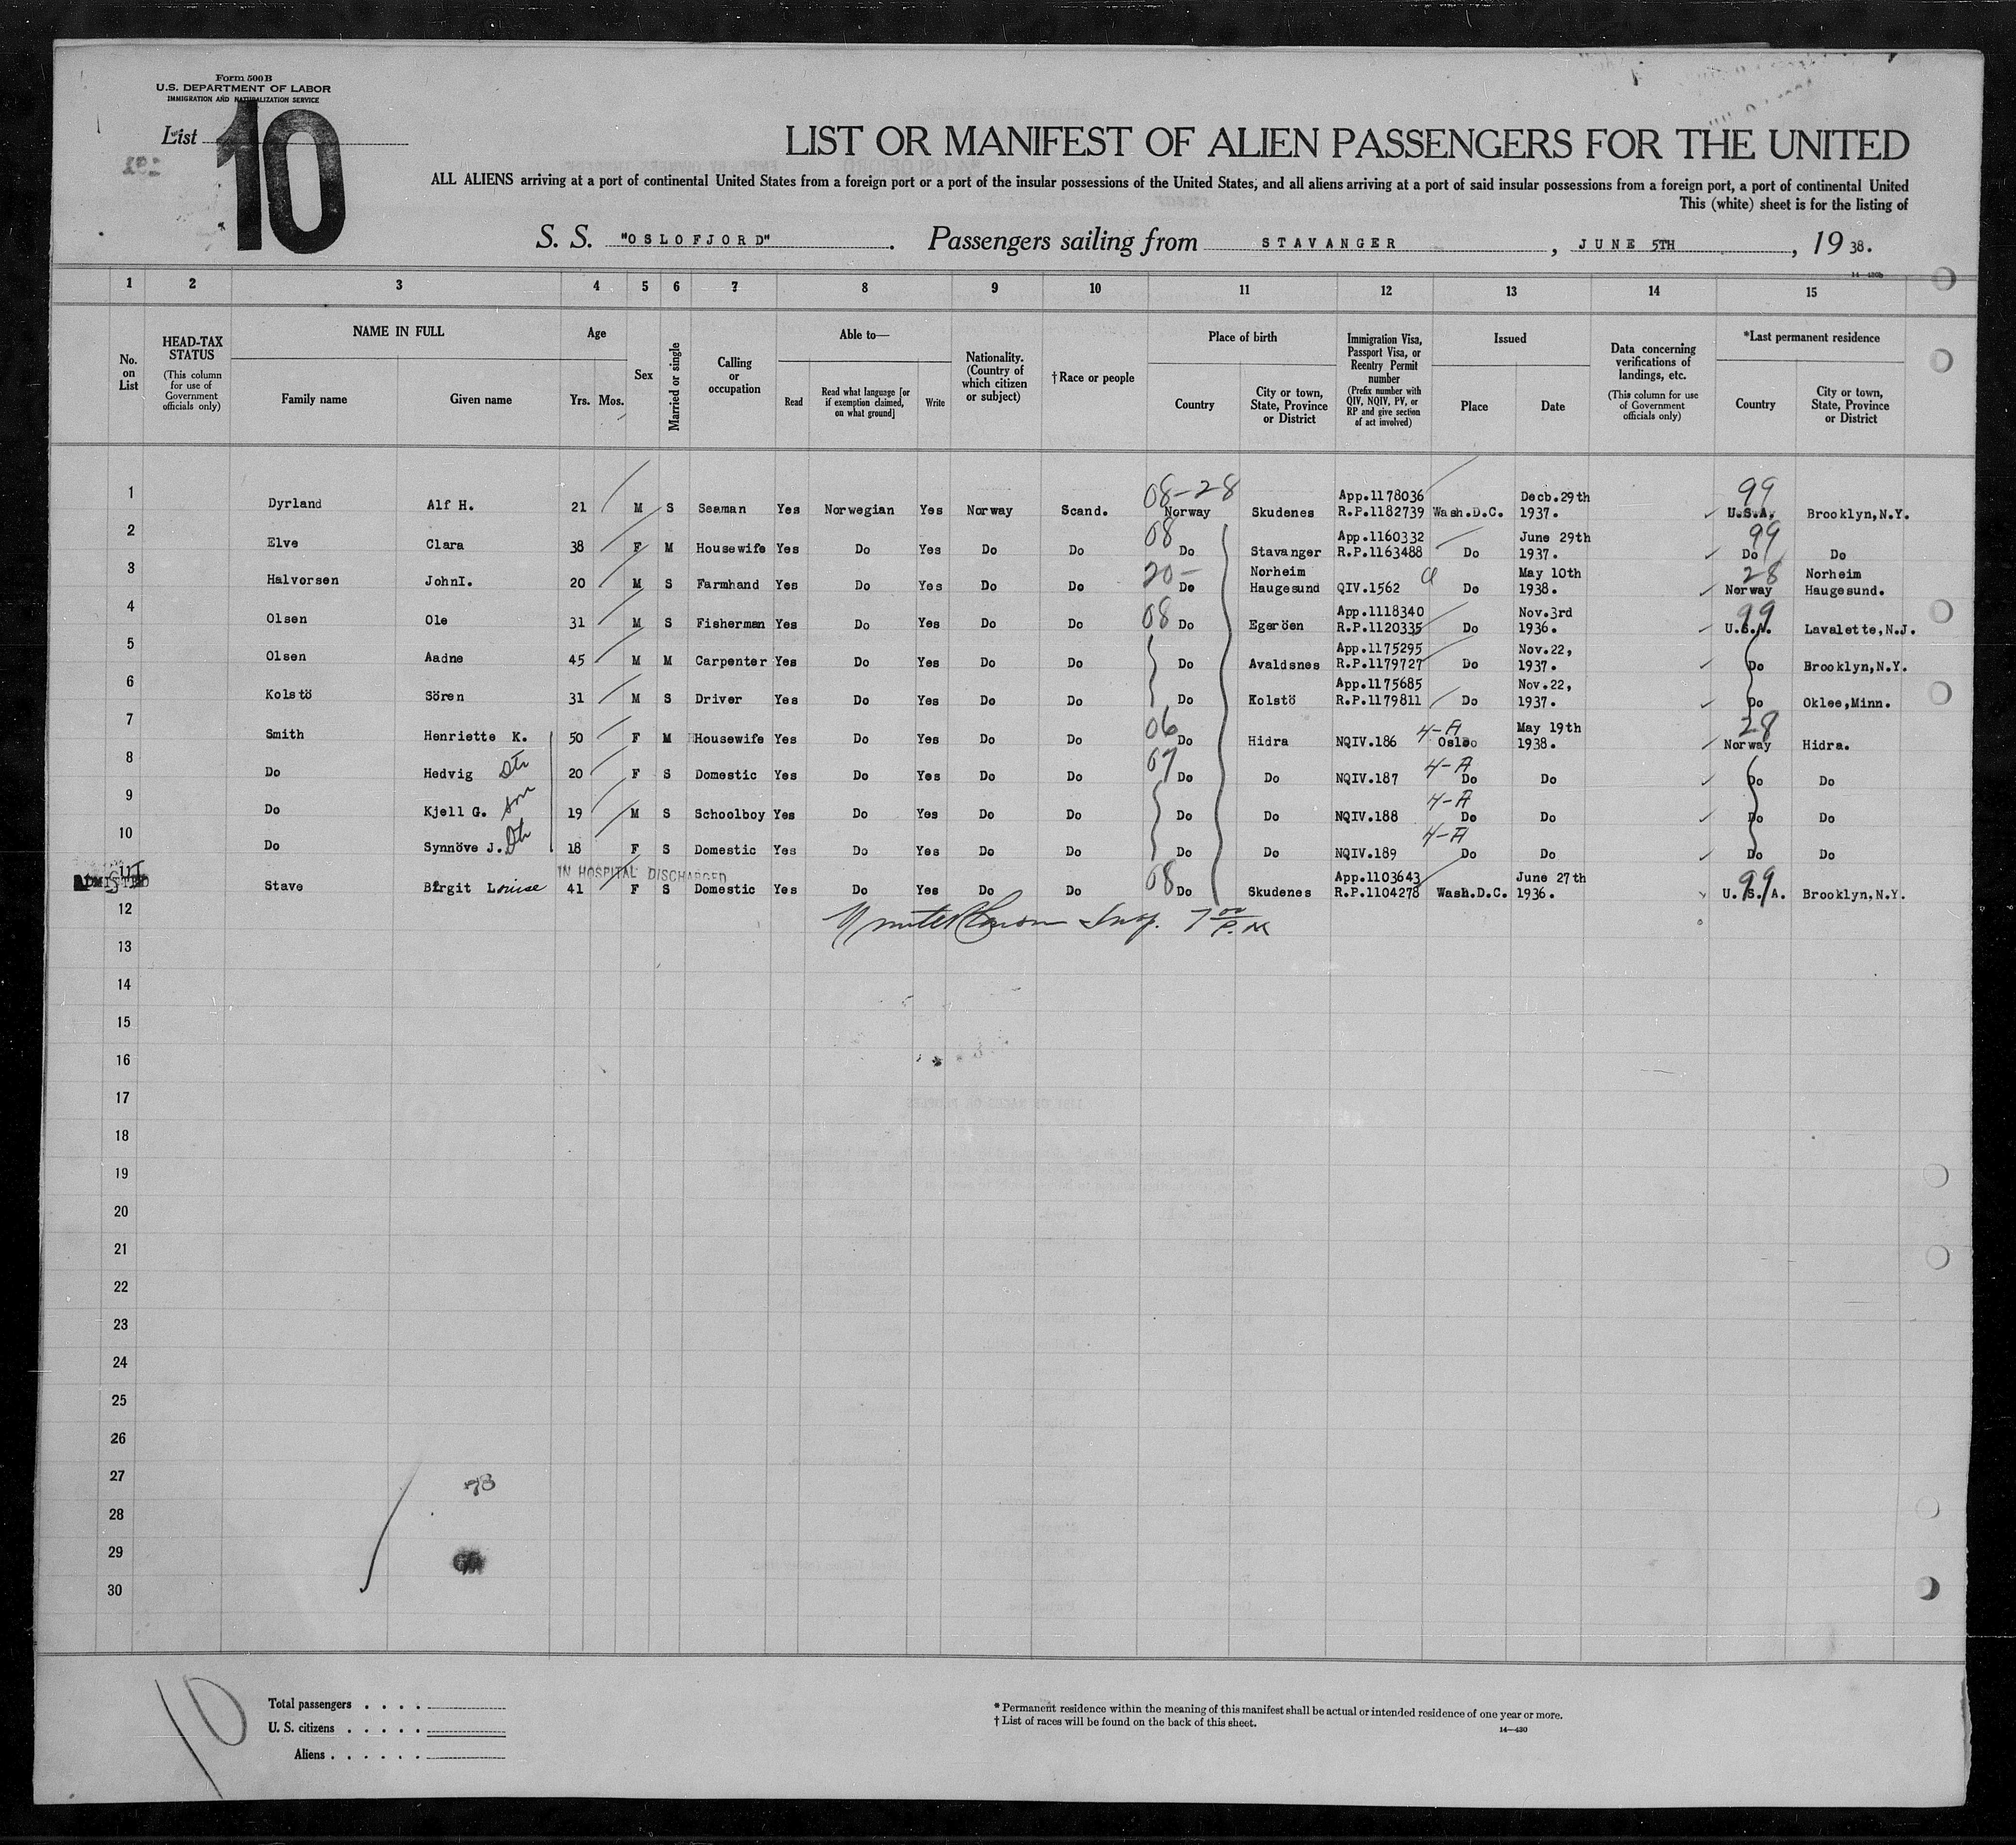 Form 500 B
U.S. DEPARTMENT OF LABOR
IMMIGRATION AND NATURALIZATION SERVICE
List 10
LIST OR MANIFEST OF ALIEN PASSENGERS FOR THE UNITED
ALL ALIENS arriving at a port of continental United States from a foreign port or a port of the insular possessions of the United States, and all aliens arriving at a port of said insular possessions from a foreign port, a port of continental United
This (white) sheet is for the listing of
S. S. "OSLOFJORD". Passengers sailing from STAVANGER, JUNE 5TH, 19 38.
14—430b
1 2 3 4 5 6 7 8 9 10 11 12 13 14 15
No. on List
HEAD-TAX STATUS
(This column for use of Government officials only)
NAME IN FULL
Family name Given name
Age
Yrs. Mos.
Sex
Married or single
Calling or occupation
Able to—
Read
Read what language [or if exemption claimed, on what ground]
Write
Nationality. (Country of which citizen or subject)
†Race or people
Place of birth
Country
City or town, State, Province or District
Immigration Visa, Passport Visa, or Reentry Permit number
(Prefix number with QIV, NQIV, PV, or RP and give section of act involved)
Issued
Place Date
Data concerning verifications of landings, etc.
(This column for use of Government officials only)
*Last permanent residence
Country
City or town, State, Province or District
1 Dyrland Alf H. 21 M S Seaman Yes Norwegian Yes Norway Scand. 08-28 Norway Skudenes App.1178036 R.P.1182739 Wash.D.C. Decb.29th 1937. 99 U.S.A. Brooklyn,N.Y.
2 Elve Clara 38 F M Housewife Yes Do Yes Do Do 08 Do Stavanger App.1160332 R.P.1163488 Do June 29th 1937. 99 Do Do
3 Halvorsen JohnI. 20 M S Farmhand Yes Do Yes Do Do 20- Do Norheim Haugesund QIV.1562 Do May 10th 1938. 28 Norway Norheim Haugesund.
4 Olsen Ole 31 M S Fisherman Yes Do Yes Do Do 08 Do Egeröen App.1118340 R.P.1120335 Do Nov.3rd 1936. 99 U.S.A. Lavalette,N.J.
5 Olsen Aadne 45 M M Carpenter Yes Do Yes Do Do Do Avaldsnes App.1175295 R.P.1179727 Do Nov.22, 1937. Do Brooklyn,N.Y.
6 Kolstö Sören 31 M S Driver Yes Do Yes Do Do Do Kolstö App.1175685 R.P.1179811 Do Nov.22, 1937. Do Oklee,Minn.
7 Smith Henriette K. 50 F M Housewife Yes Do Yes Do Do 06 Do Hidra NQIV.186 4-A Oslo May 19th 1938. 28 Norway Hidra.
8 Do Hedvig Dtr 20 F S Domestic Yes Do Yes Do Do 07 Do Do NQIV.187 4-A Do Do Do Do
9 Do Kjell G. son 19 M S Schoolboy Yes Do Yes Do Do Do Do NQIV.188 4-A Do Do Do Do
10 Do Synnöve J. Dtr 18 F S Domestic Yes Do Yes Do Do Do Do NQIV.189 4-A Do Do Do Do
IN HOSPITAL DISCHARGED
ADMITTED Stave Birgit Louise 41 F S Domestic Yes Do Yes Do Do 08 Do Skudenes App.1103643 R.P.1104278 Wash.D.C. June 27th 1936. 99 U.S.A. Brooklyn,N.Y.
12
Insp. 7 00 P.M
13
14
15
16
17
18
19
20
21
22
23
24
25
26
27
28
29
30
10
Total passengers
U. S. citizens
Aliens
* Permanent residence within the meaning of this manifest shall be actual or intended residence of one year or more.
† List of races will be found on the back of this sheet.
14—430